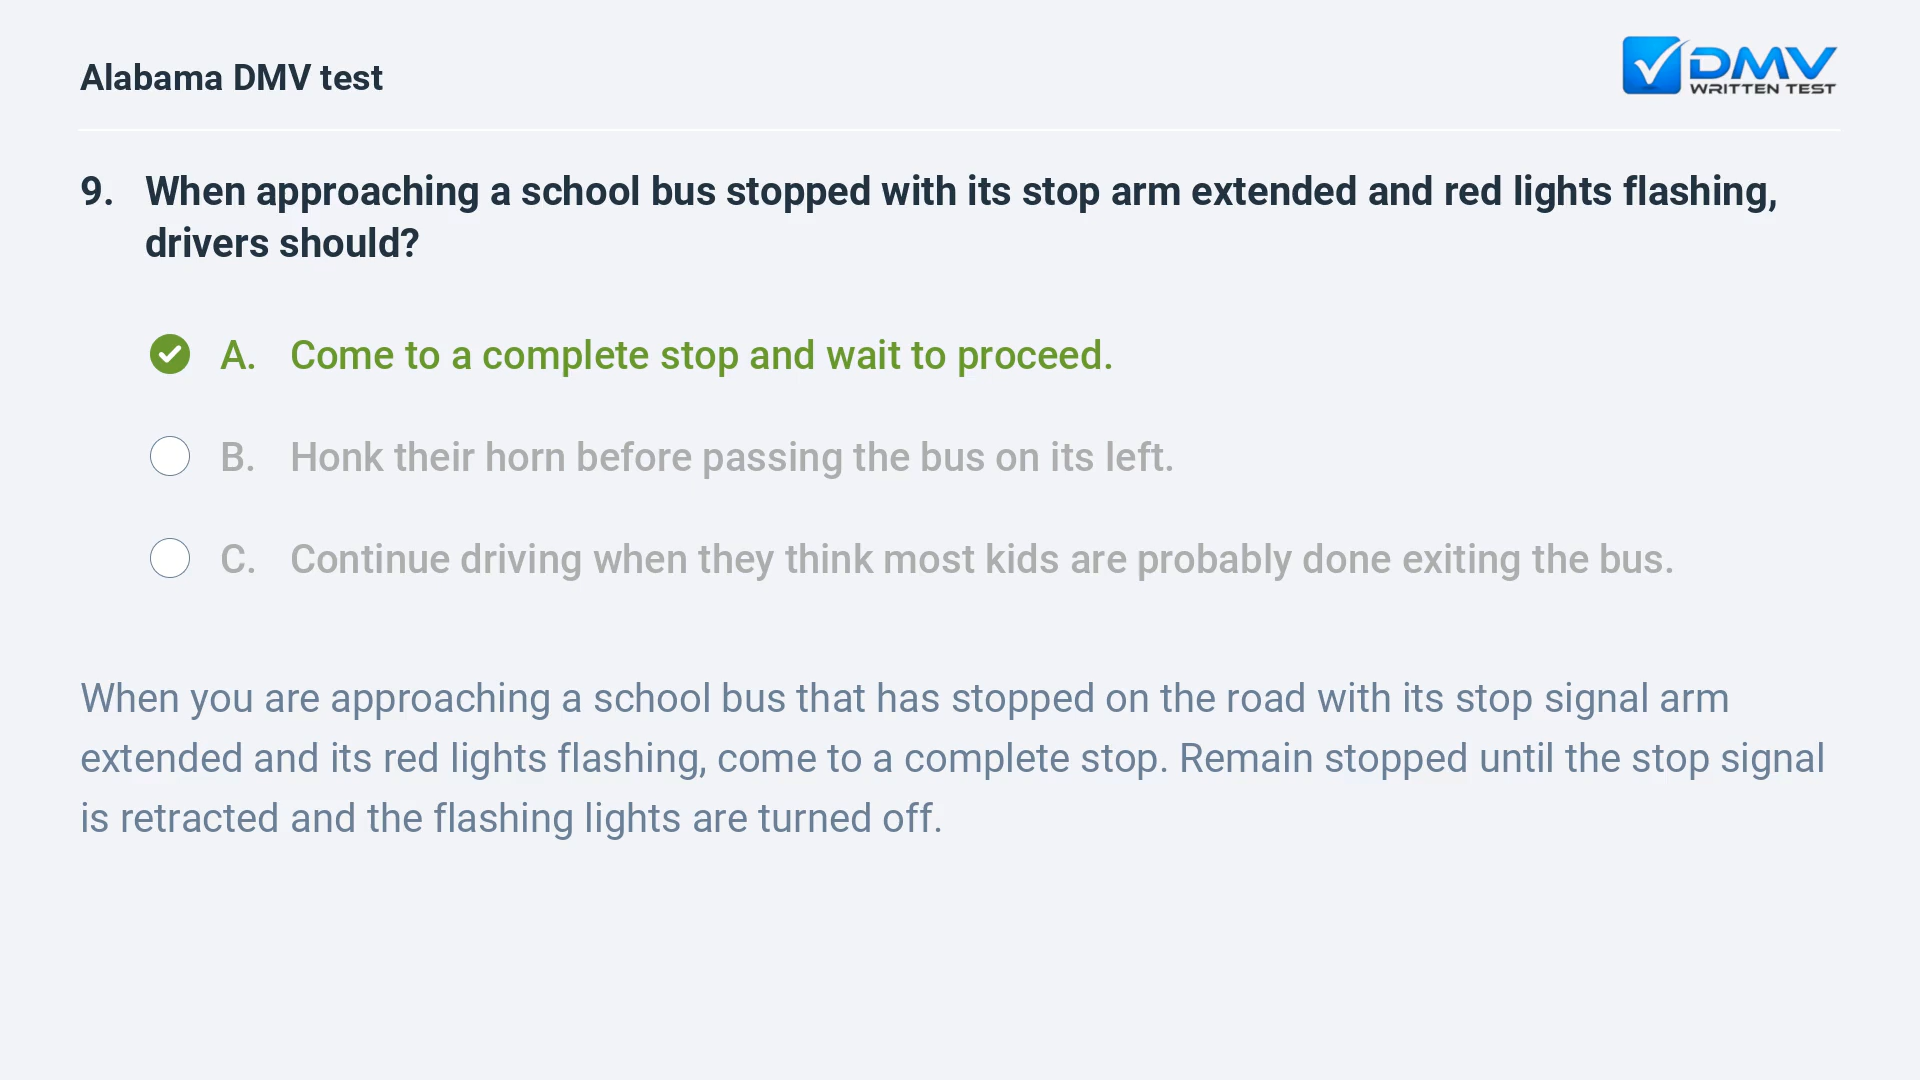 Alabama DMV test
DMV
WRITTEN TEST
9. When approaching a school bus stopped with its stop arm extended and red lights flashing,
drivers should?
A. Come to a complete stop and wait to proceed.
B. Honk their horn before passing the bus on its left.
C. Continue driving when they think most kids are probably done exiting the bus.
When you are approaching a school bus that has stopped on the road with its stop signal arm
extended and its red lights flashing, come to a complete stop. Remain stopped until the stop signal
is retracted and the flashing lights are turned off.